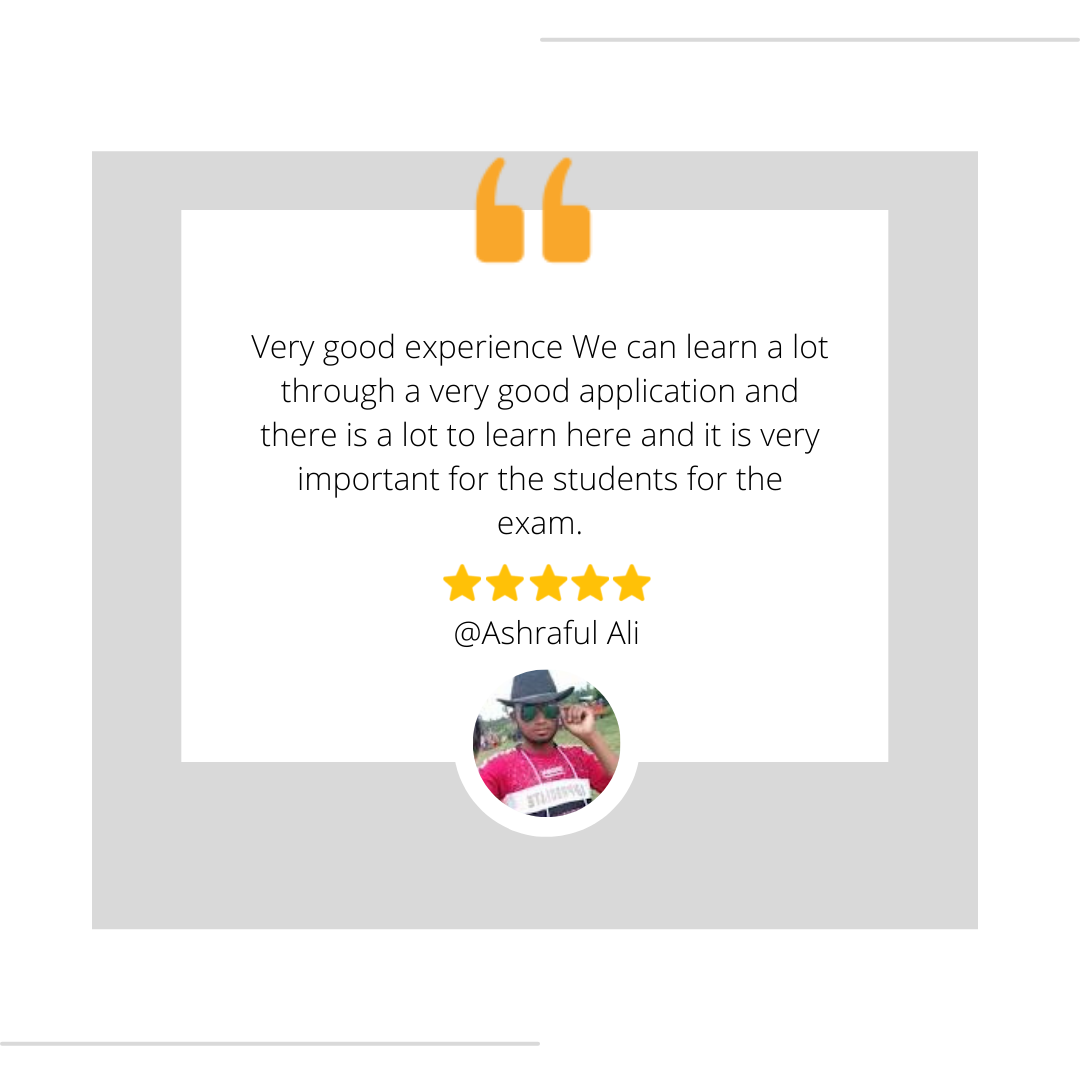 Very good experience We can learn a lot
through a very good application and
there is a lot to learn here and it is very
important for the students for the
exam.
@Ashraful Ali